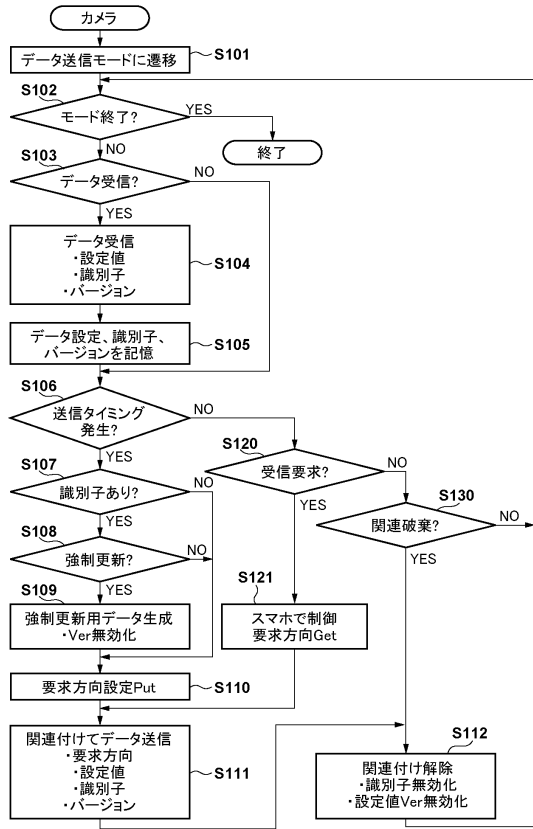 カメラ
データ送信モードに遷移
S101
S102
モード終了?
YES
終了
NO
S103
データ受信?
NO
YES
データ受信
・設定値
・識別子
・バージョン
S104
データ設定、識別子、
バージョンを記憶
S105
S106
送信タイミング
発生?
NO
YES
S120
受信要求?
NO
YES
S107
識別子あり?
NO
YES
S130
関連破棄?
NO
YES
S108
強制更新?
NO
YES
S109
強制更新用データ生成
・Ver無効化
S121
スマホで制御
要求方向Get
要求方向設定Put
S110
関連付けてデータ送信
・要求方向
・設定値
・識別子
・バージョン
S111
S112
関連付け解除
・識別子無効化
・設定値Ver無効化